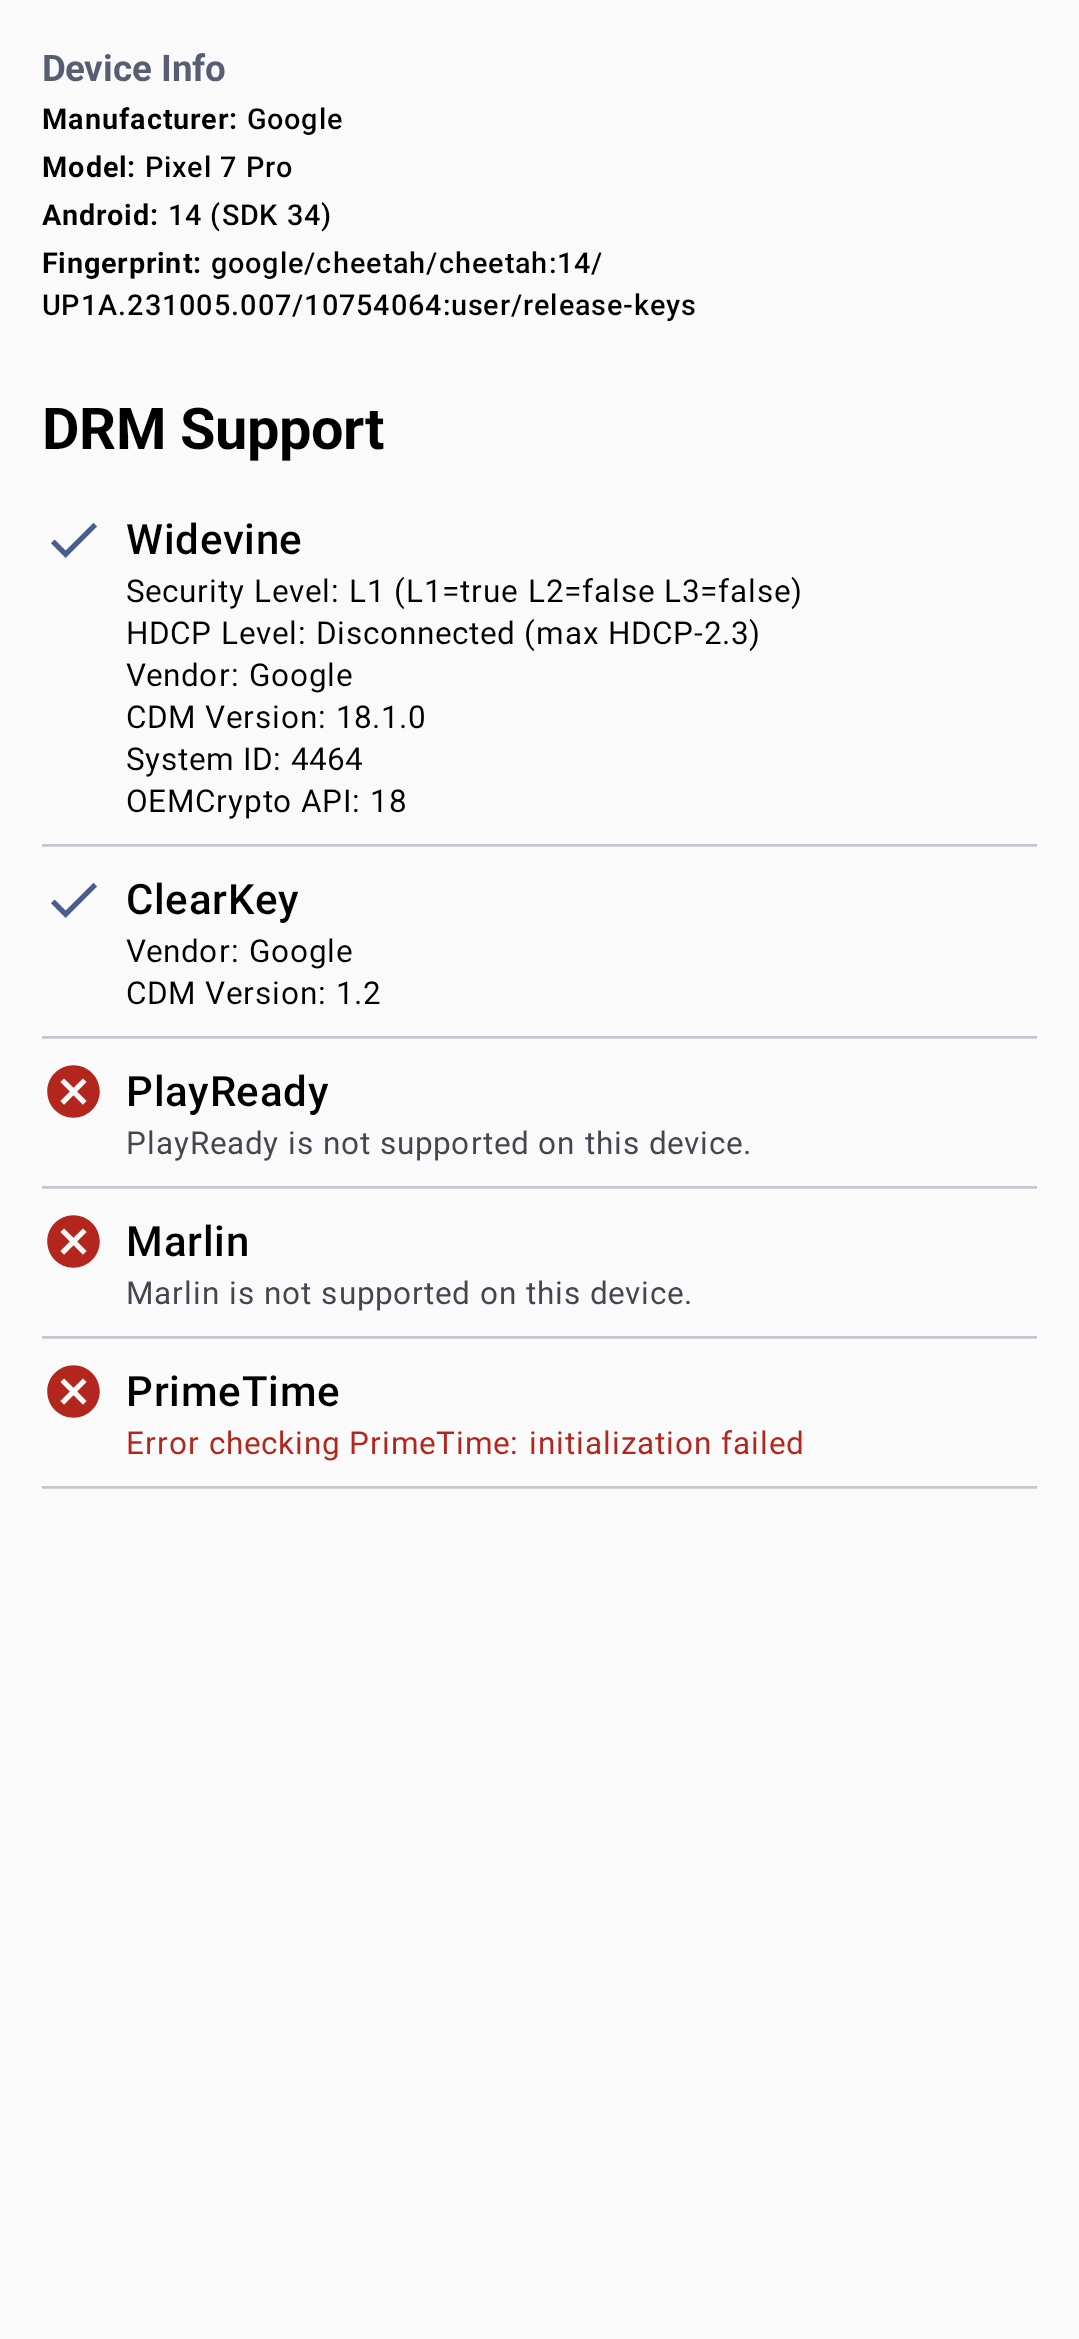 Device Info
Manufacturer: Google
Model: Pixel 7 Pro
Android: 14 (SDK 34)
Fingerprint: google/cheetah/cheetah:14/
UP1A.231005.007/10754064:user/release-keys
DRM Support
Widevine
Security Level: L1 (L1=true L2=false L3=false)
HDCP Level: Disconnected (max HDCP-2.3)
Vendor: Google
CDM Version: 18.1.0
System ID: 4464
OEMCrypto API: 18
ClearKey
Vendor: Google
CDM Version: 1.2
PlayReady
PlayReady is not supported on this device.
Marlin
Marlin is not supported on this device.
PrimeTime
Error checking PrimeTime: initialization failed